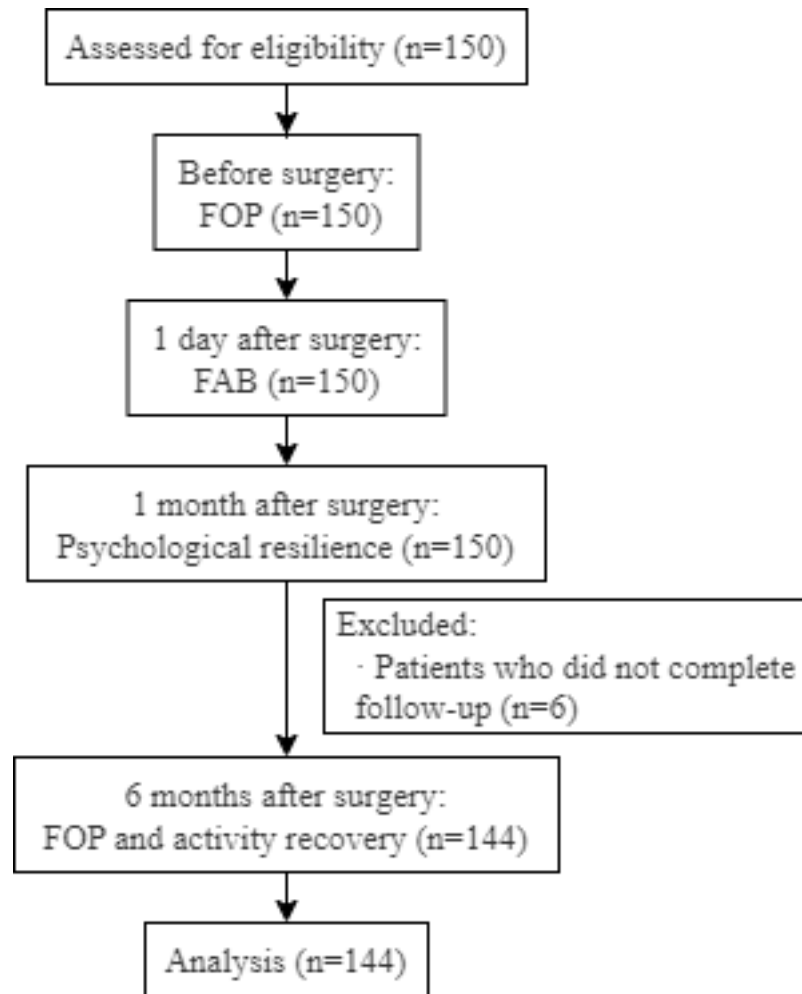 Assessed for eligibility (n=150)
Before surgery:
FOP (n=150)
1 day after surgery:
FAB (n=150)
1 month after surgery:
Psychological resilience (n=150)
Excluded:
· Patients who did not complete
follow-up (n=6)
6 months after surgery:
FOP and activity recovery (n=144)
Analysis (n=144)